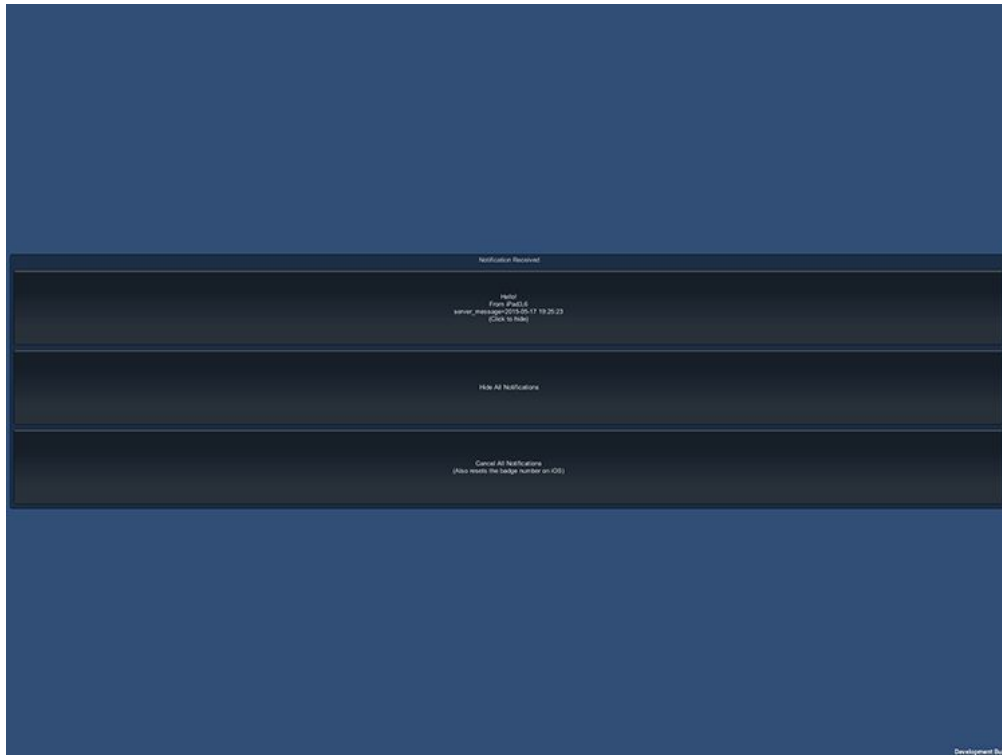 Notification Received
Hello!
From iPad3,6
server_message=2015-05-17 19:25:23
(Click to hide)
Hide All Notifications
Cancel All Notifications
(Also resets the badge number on iOS)
Development Bu